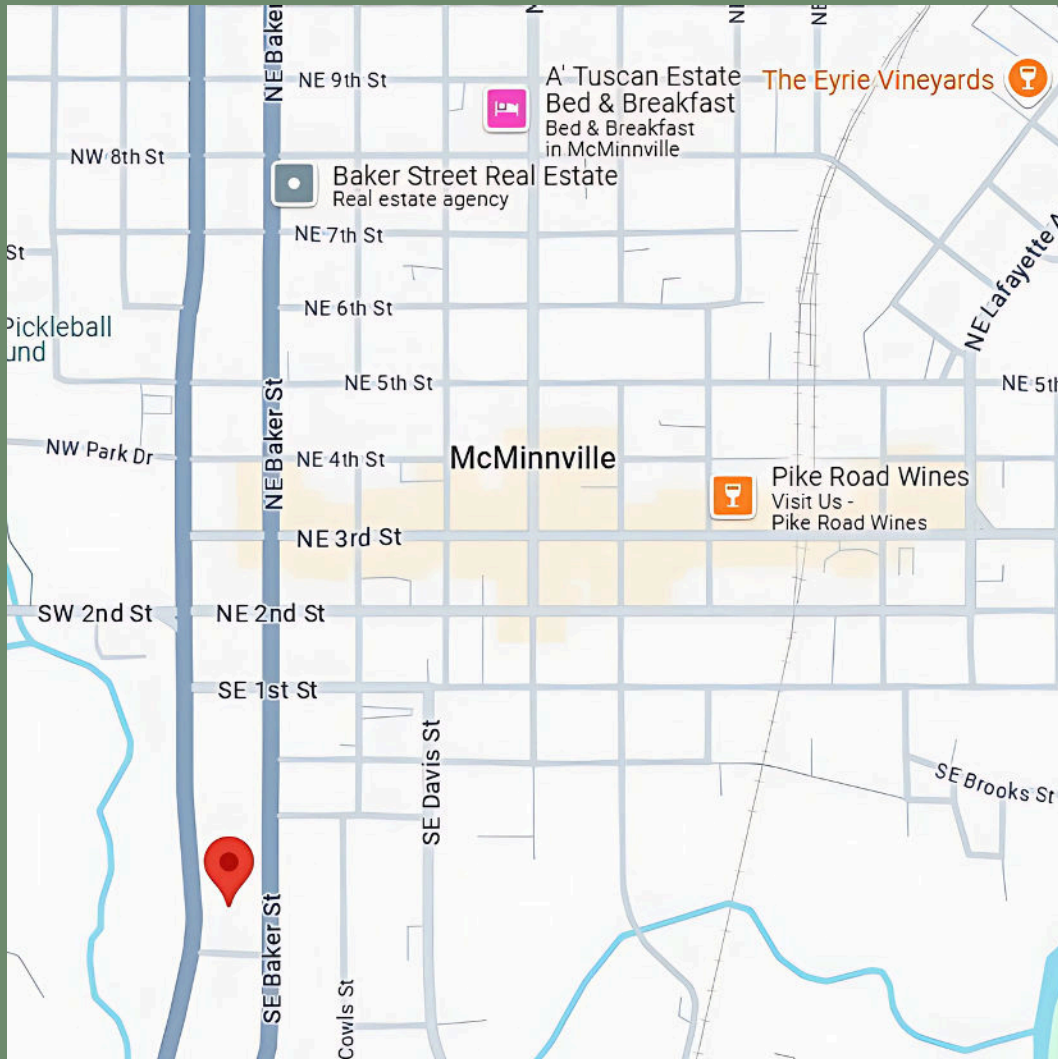 NE Baker
NE 9th St
A' Tuscan Estate
Bed & Breakfast
Bed & Breakfast
in McMinnville
The Eyrie Vineyards
NW 8th St
Baker Street Real Estate
Real estate agency
NE 7th St
St
NE Lafayette A
NE 6th St
Pickleball
und
NE 5th St
NE 5th
NE Baker St
NW Park Dr
NE 4th St
McMinnville
Pike Road Wines
Visit Us -
Pike Road Wines
NE 3rd St
SW 2nd St
NE 2nd St
SE 1st St
SE Davis St
SE Brooks St
SE Baker St
Cowls St